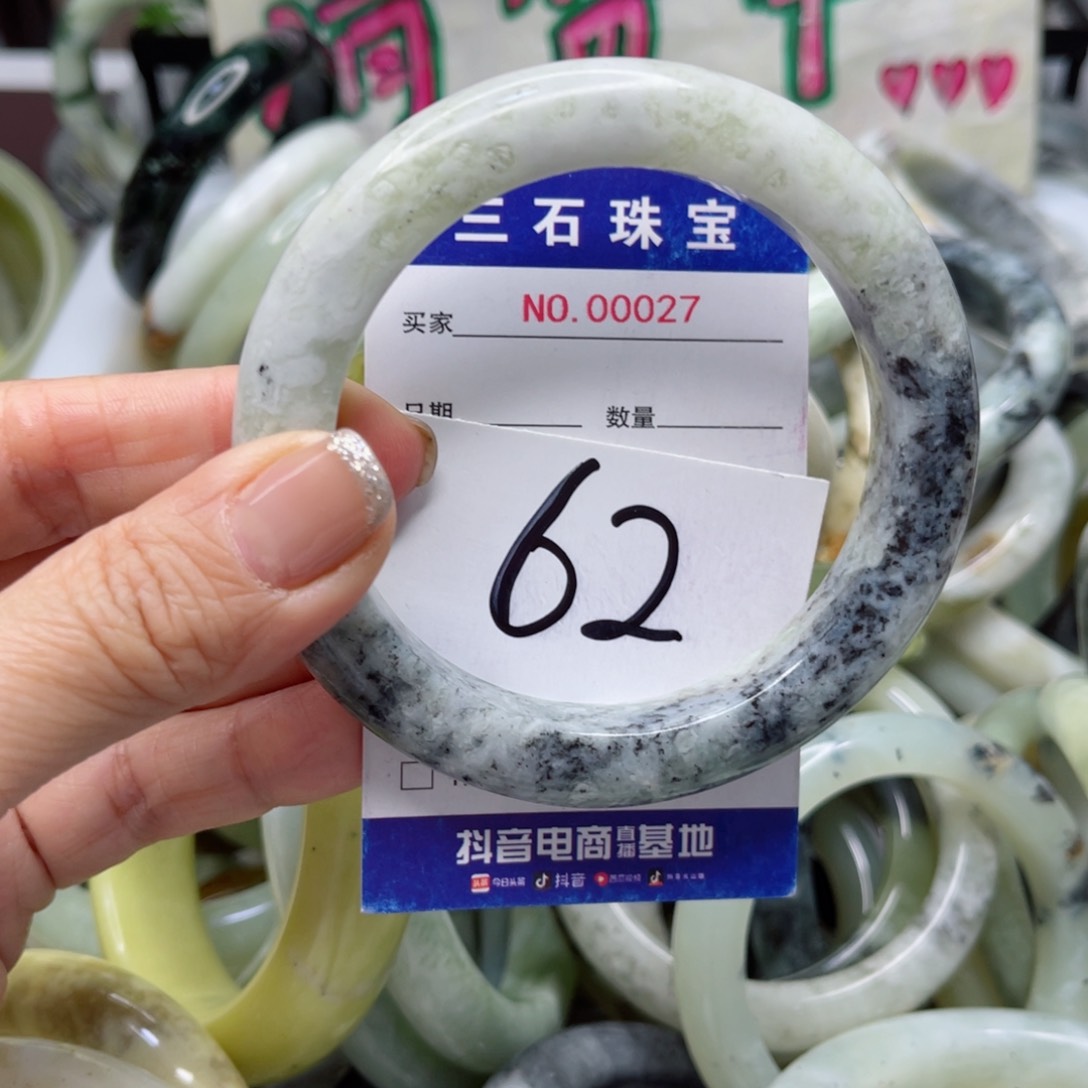 三石珠宝
NO.00027
买家
日期 数量
62
抖音电商直播基地
今日头条 抖音